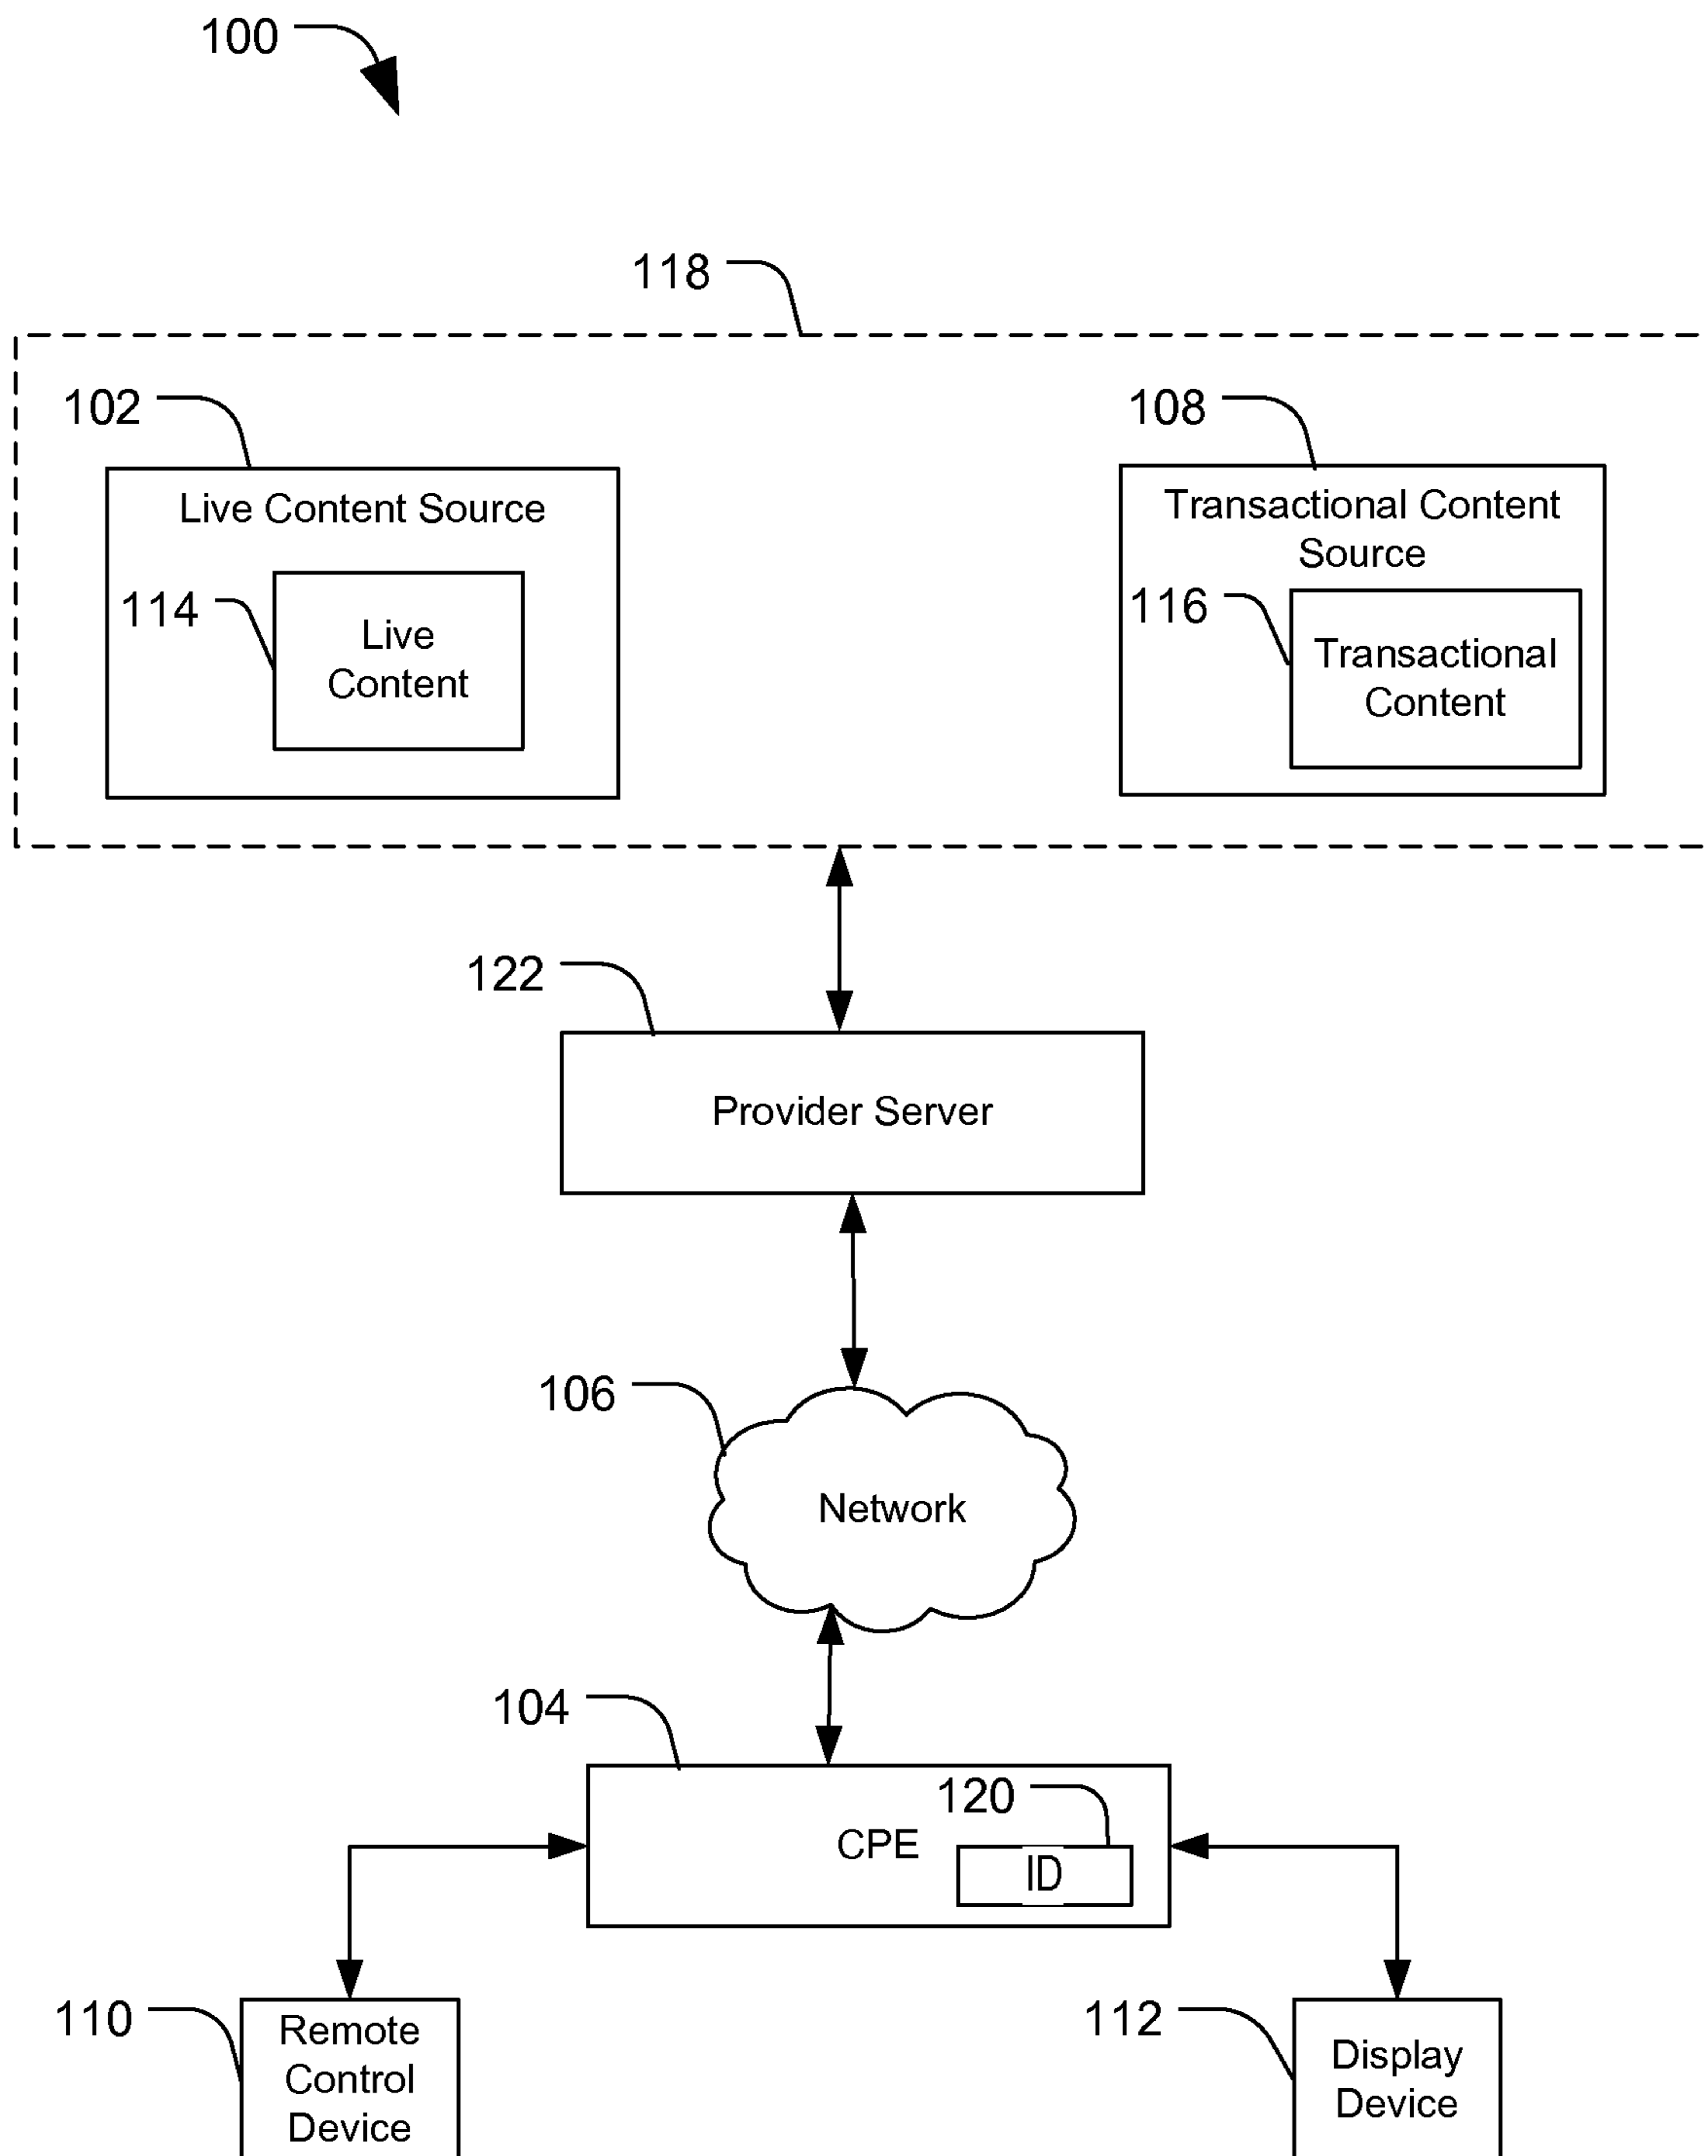 100
118
102
108
Live Content Source
Transactional Content
Source
114
Live
Content
116
Transactional
Content
122
Provider Server
106
Network
104
120
CPE
ID
110
Remote
Control
Device
112
Display
Device